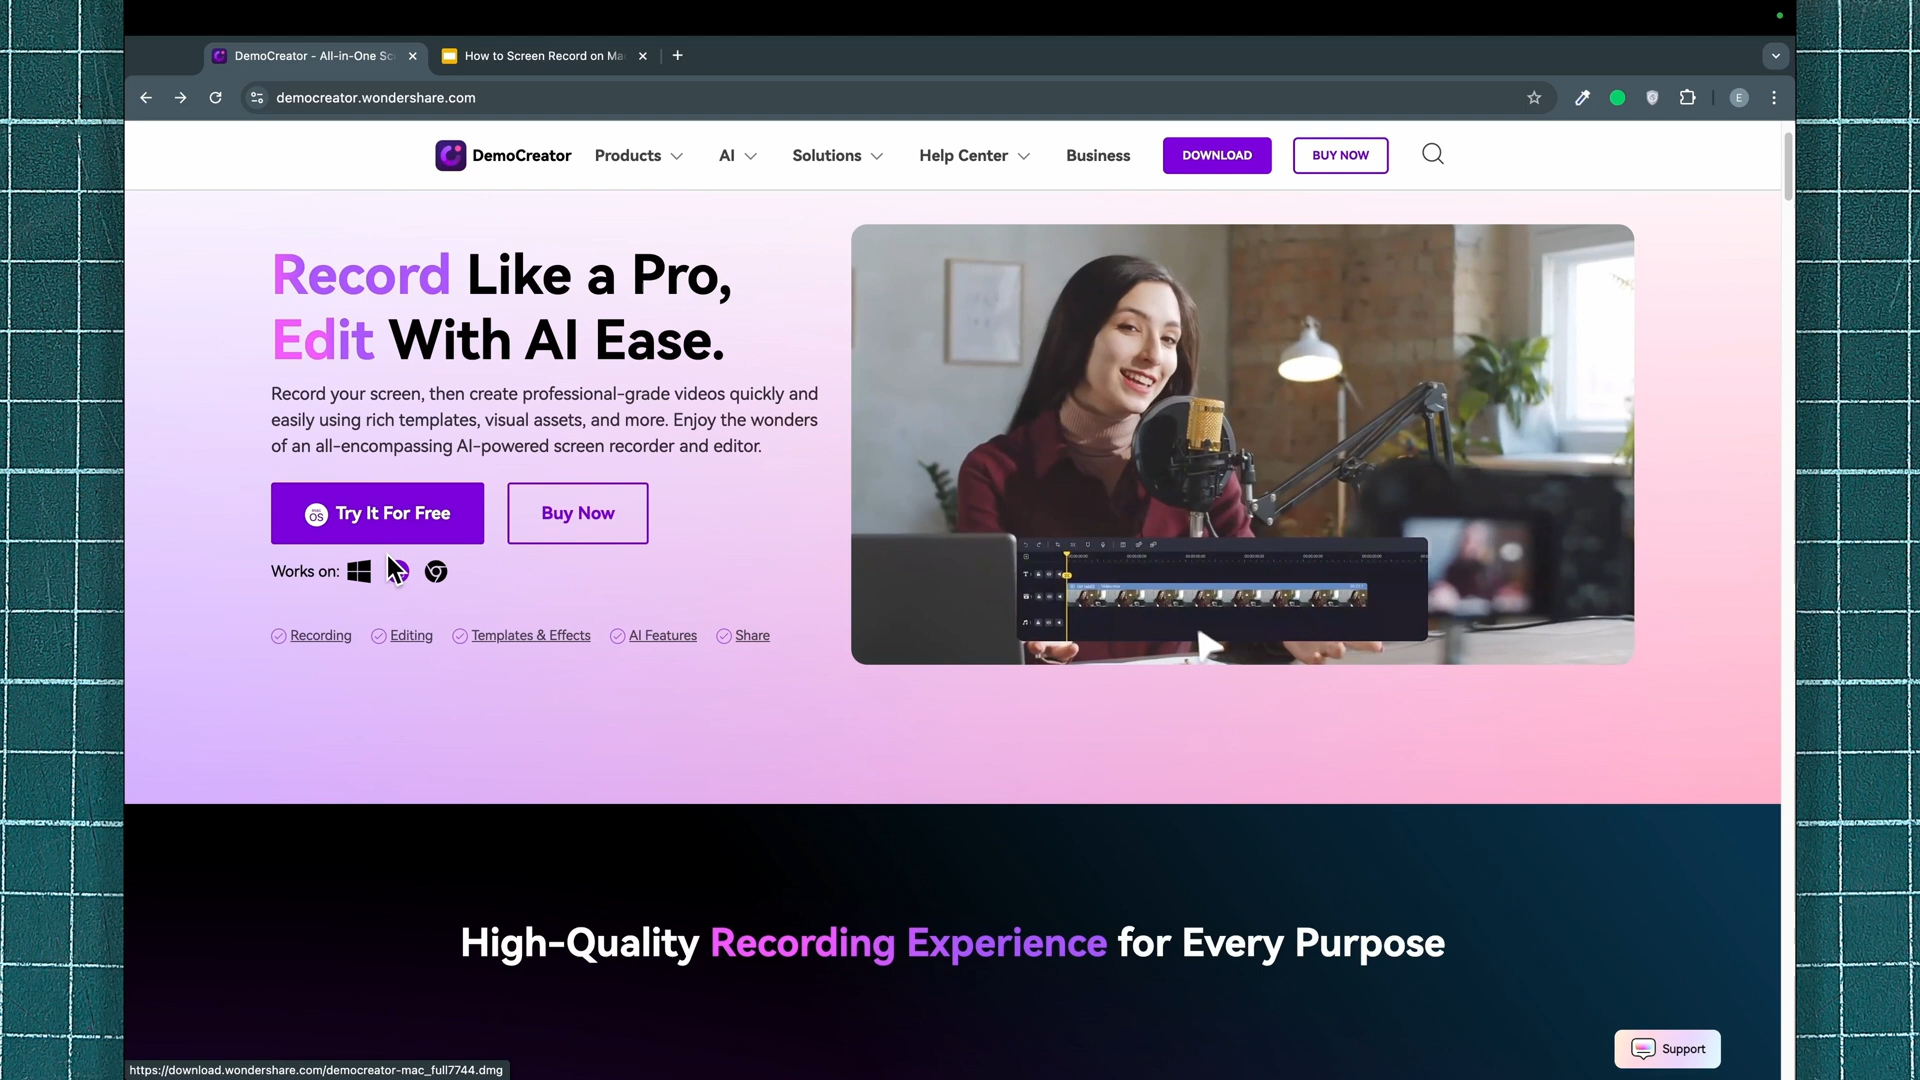 DemoCreator - All-in-One Sc
How to Screen Record on Ma
democreator.wondershare.com
E
DemoCreator
Products
AI
Solutions
Help Center
Business
DOWNLOAD
BUY NOW
Record Like a Pro,
Edit With AI Ease.
Record your screen, then create professional-grade videos quickly and
easily using rich templates, visual assets, and more. Enjoy the wonders
of an all-encompassing AI-powered screen recorder and editor.
macOS Try It For Free
Buy Now
Works on:
Recording
Editing
Templates & Effects
AI Features
Share
High-Quality Recording Experience for Every Purpose
Support
https://download.wondershare.com/democreator-mac_full7744.dmg